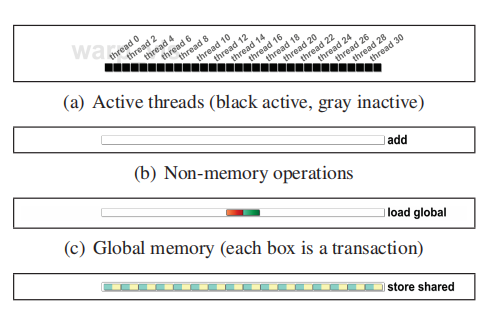 warp
thread 0 thread 2 thread 4 thread 6 thread 8 thread 10 thread 12 thread 14 thread 16 thread 18 thread 20 thread 22 thread 24 thread 26 thread 28 thread 30
(a) Active threads (black active, gray inactive)
add
(b) Non-memory operations
load global
(c) Global memory (each box is a transaction)
store shared